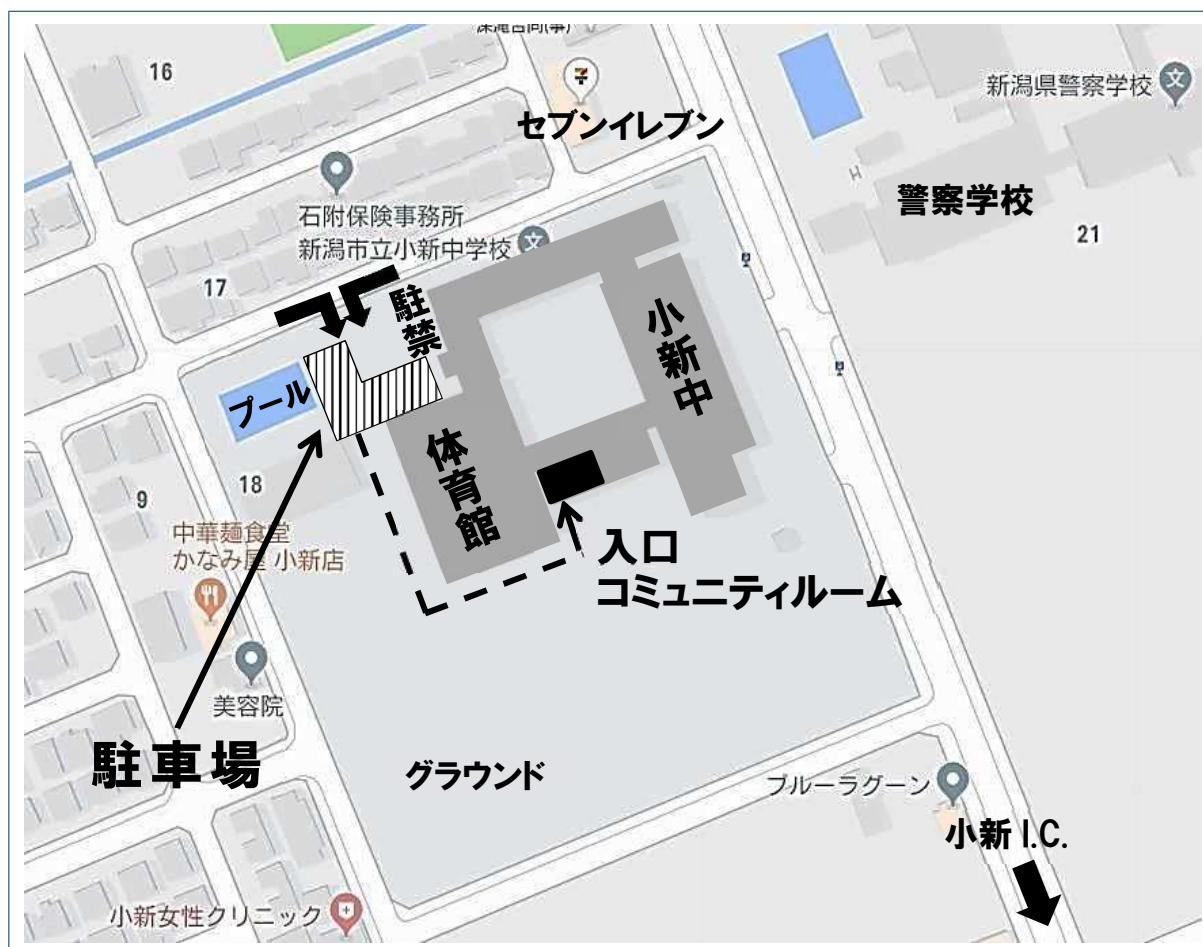 16
セブンイレブン
新潟県警察学校
警察学校
21
石附保険事務所
新潟市立小新中学校
17
駐禁
小新中
プール
体育館
18
9
中華麺食堂
かなみ屋 小新店
入口
コミュニティルーム
美容院
駐車場
グラウンド
ブルーラグーン
小新 I.C.
小新女性クリニック